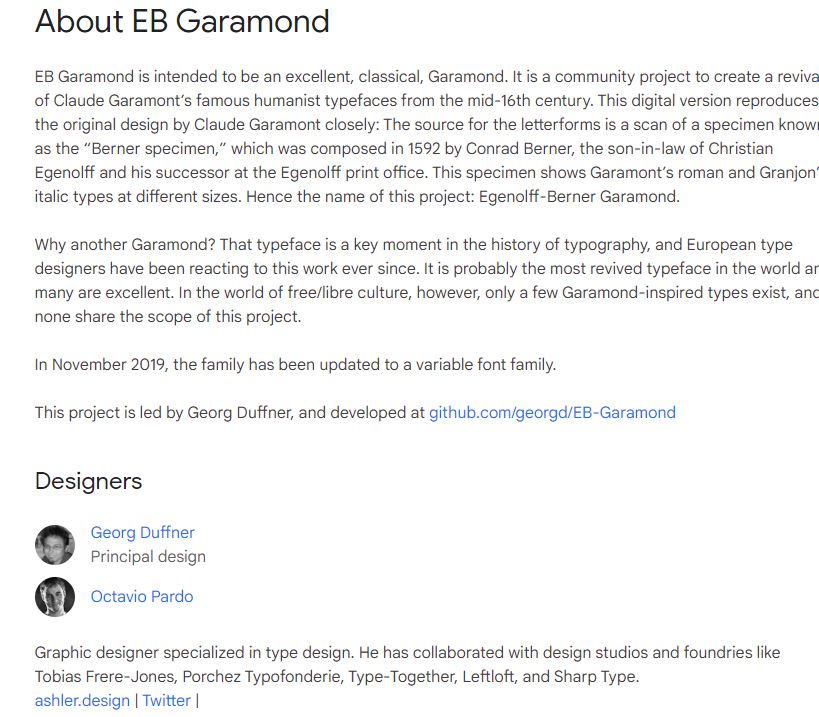 About EB Garamond
EB Garamond is intended to be an excellent, classical, Garamond. It is a community project to create a reviva
of Claude Garamont’s famous humanist typefaces from the mid-16th century. This digital version reproduces
the original design by Claude Garamont closely: The source for the letterforms is a scan of a specimen know
as the “Berner specimen,” which was composed in 1592 by Conrad Berner, the son-in-law of Christian
Egenolff and his successor at the Egenolff print office. This specimen shows Garamont’s roman and Granjon’
italic types at different sizes. Hence the name of this project: Egenolff-Berner Garamond.
Why another Garamond? That typeface is a key moment in the history of typography, and European type
designers have been reacting to this work ever since. It is probably the most revived typeface in the world an
many are excellent. In the world of free/libre culture, however, only a few Garamond-inspired types exist, and
none share the scope of this project.
In November 2019, the family has been updated to a variable font family.
This project is led by Georg Duffner, and developed at github.com/georgd/EB-Garamond
Designers
Georg Duffner
Principal design
Octavio Pardo
Graphic designer specialized in type design. He has collaborated with design studios and foundries like
Tobias Frere-Jones, Porchez Typofonderie, Type-Together, Leftloft, and Sharp Type.
ashler.design | Twitter |